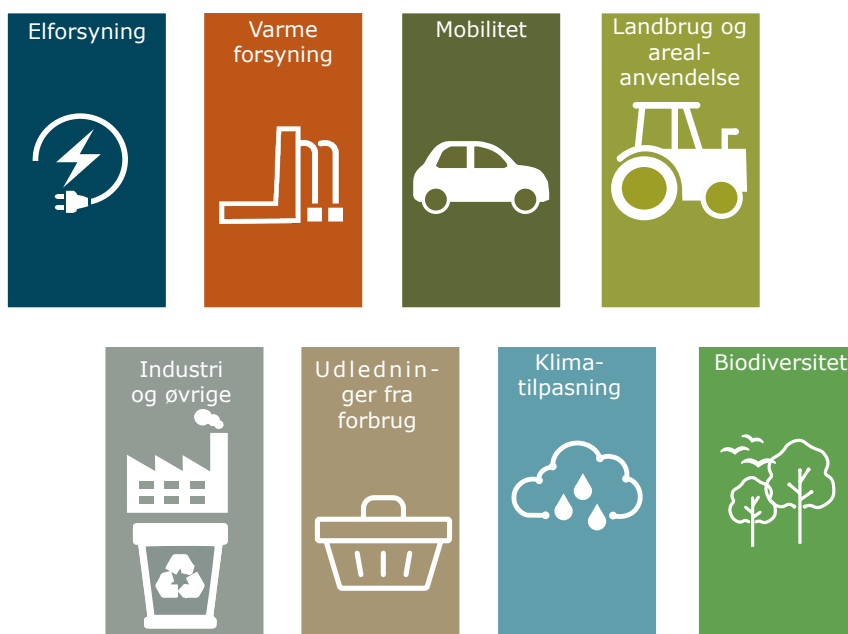 Elforsyning
Varme
forsyning
Mobilitet
Landbrug og
areal-
anvendelse
Industri
og øvrige
Udlednin-
ger fra
forbrug
Klima-
tilpasning
Biodiversitet